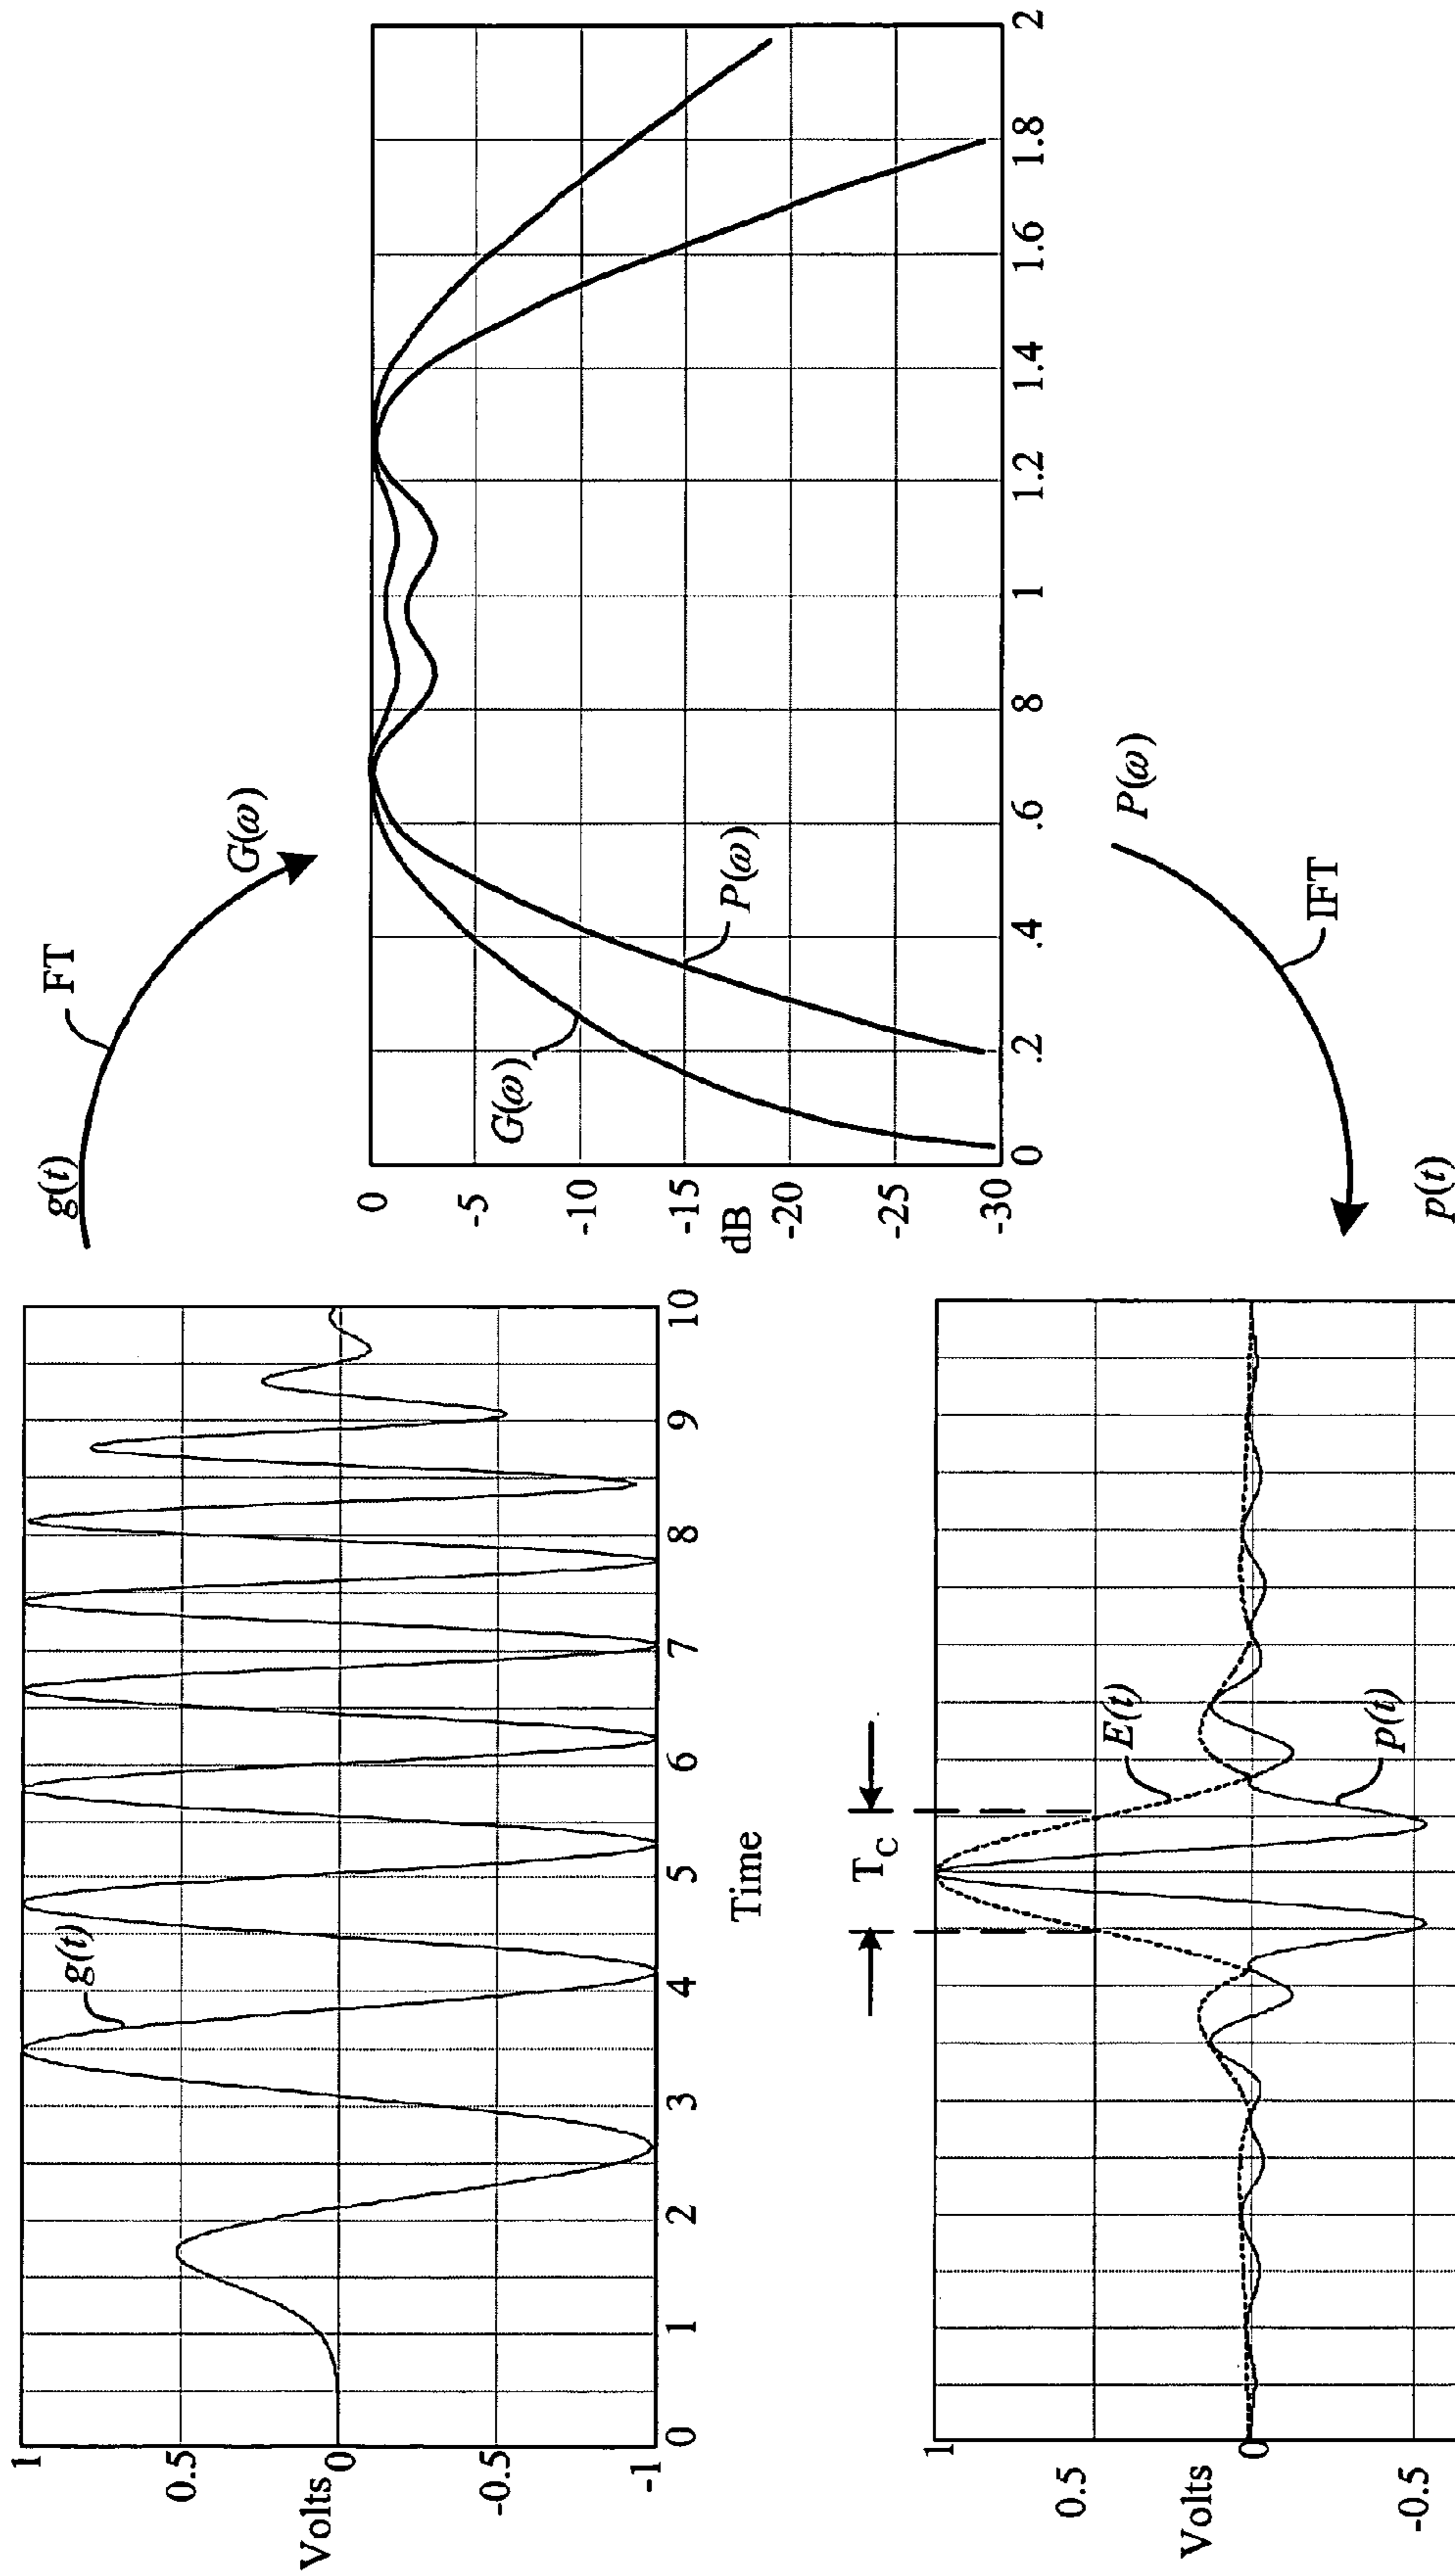 1
0.5
Volts 0
-0.5
-1
0
1
2
3
4
5
6
7
8
9
10
g(t)
Time
g(t)
FT
G(ω)
0
-5
-10
-15
dB
-20
-25
-30
0
.2
.4
.6
.8
1
1.2
1.4
1.6
1.8
2
G(ω)
P(ω)
P(ω)
IFT
p(t)
1
0.5
Volts 0
-0.5
T_C
E(t)
p(t)